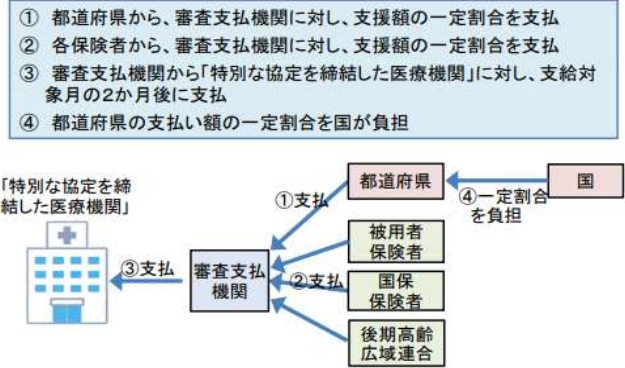 ① 都道府県から、審査支払機関に対し、支援額の一定割合を支払
② 各保険者から、審査支払機関に対し、支援額の一定割合を支払
③ 審査支払機関から「特別な協定を締結した医療機関」に対し、支給対
象月の2か月後に支払
④ 都道府県の支払い額の一定割合を国が負担
「特別な協定を締
結した医療機関」
①支払
都道府県
国
④一定割合
を負担
被用者
保険者
③支払
審査支払
機関
②支払
国保
保険者
後期高齢
広域連合